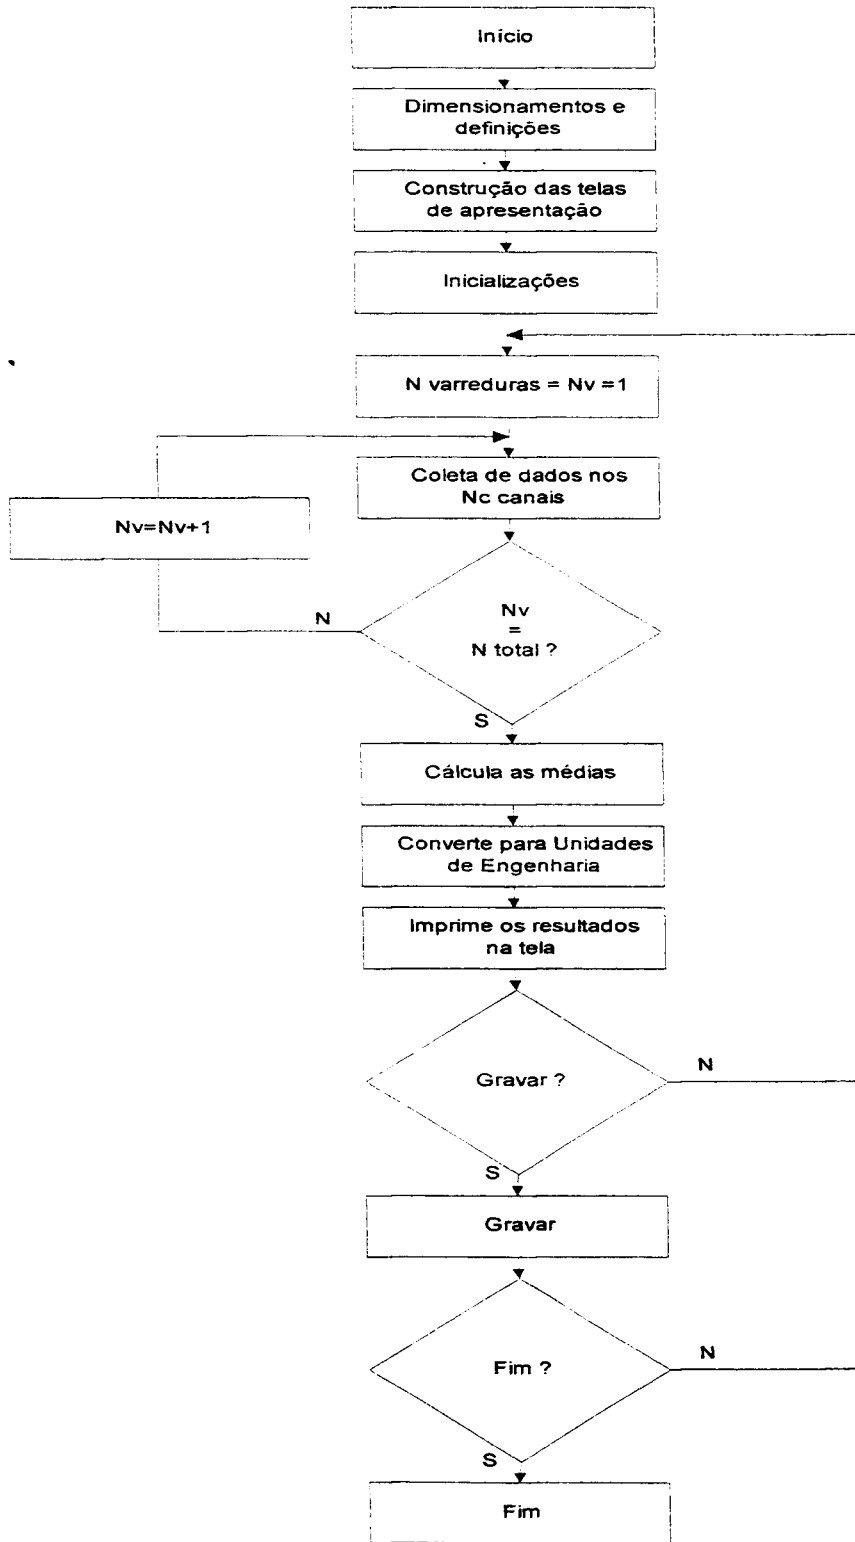 Início
Dimensionamentos e
definições
Construção das telas
de apresentação
Inicializações
N varreduras = Nv =1
Coleta de dados nos
Nc canais
Nv=Nv+1
N
Nv
=
N total ?
S
Cálcula as médias
Converte para Unidades
de Engenharia
Imprime os resultados
na tela
Gravar ?
N
S
Gravar
Fim ?
N
S
Fim